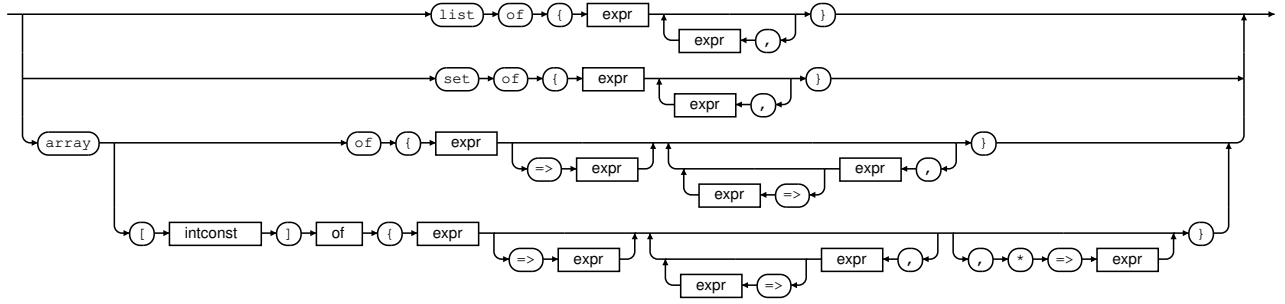 list of { expr }
expr ,
set of { expr }
expr ,
array of { expr }
=> expr expr ,
expr =>
[ intconst ] of { expr }
=> expr expr , , * => expr
expr =>